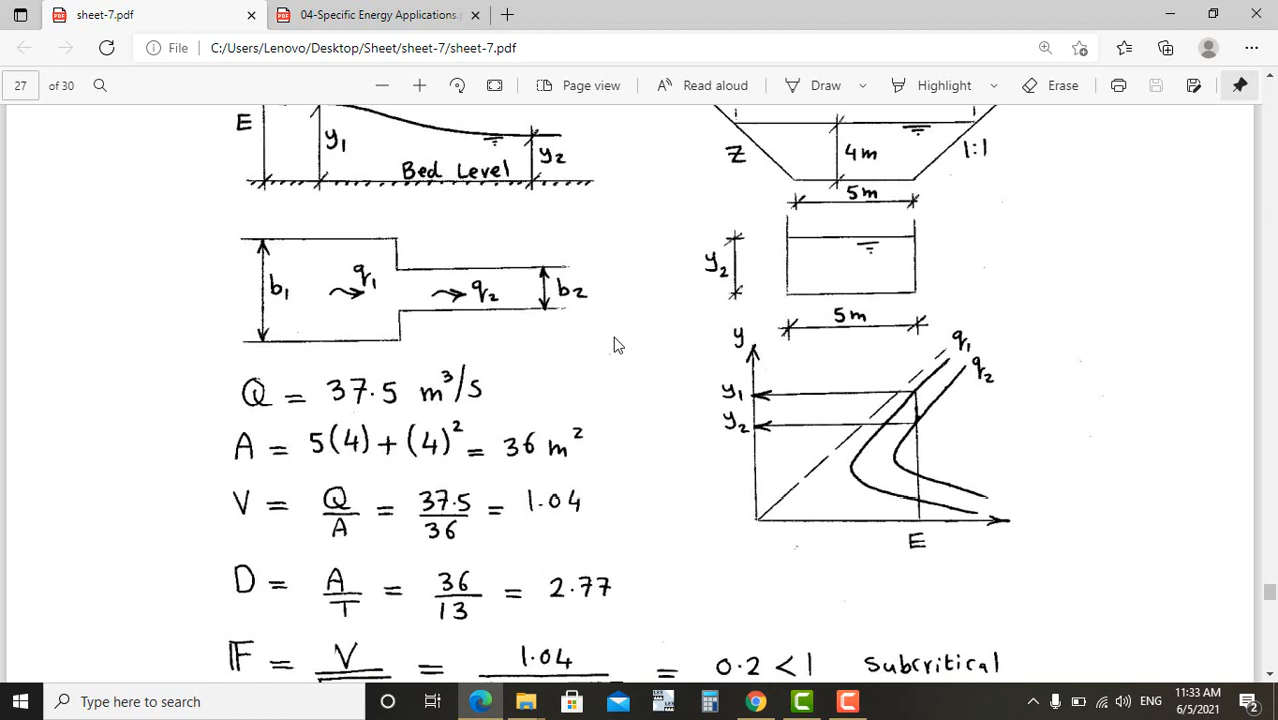 sheet-7.pdf
04-Specific Energy Applications.p
File
C:/Users/Lenovo/Desktop/Sheet/sheet-7/sheet-7.pdf
27 of 30
Page view
Read aloud
Draw
Highlight
Erase
E
y1
Bed Level
y2
Z
4m
1:1
5m
y2
5m
b1
q1
q2
b2
Q = 37.5 m³/s
A = 5(4) + (4)² = 36 m²
V = Q/A = 37.5/36 = 1.04
D = A/T = 36/13 = 2.77
F = V = 1.04 = 0.2 < 1 Subcritical
y
q1
q2
y1
y2
E
Type here to search
ENG
11:33 AM
6/5/2021
2